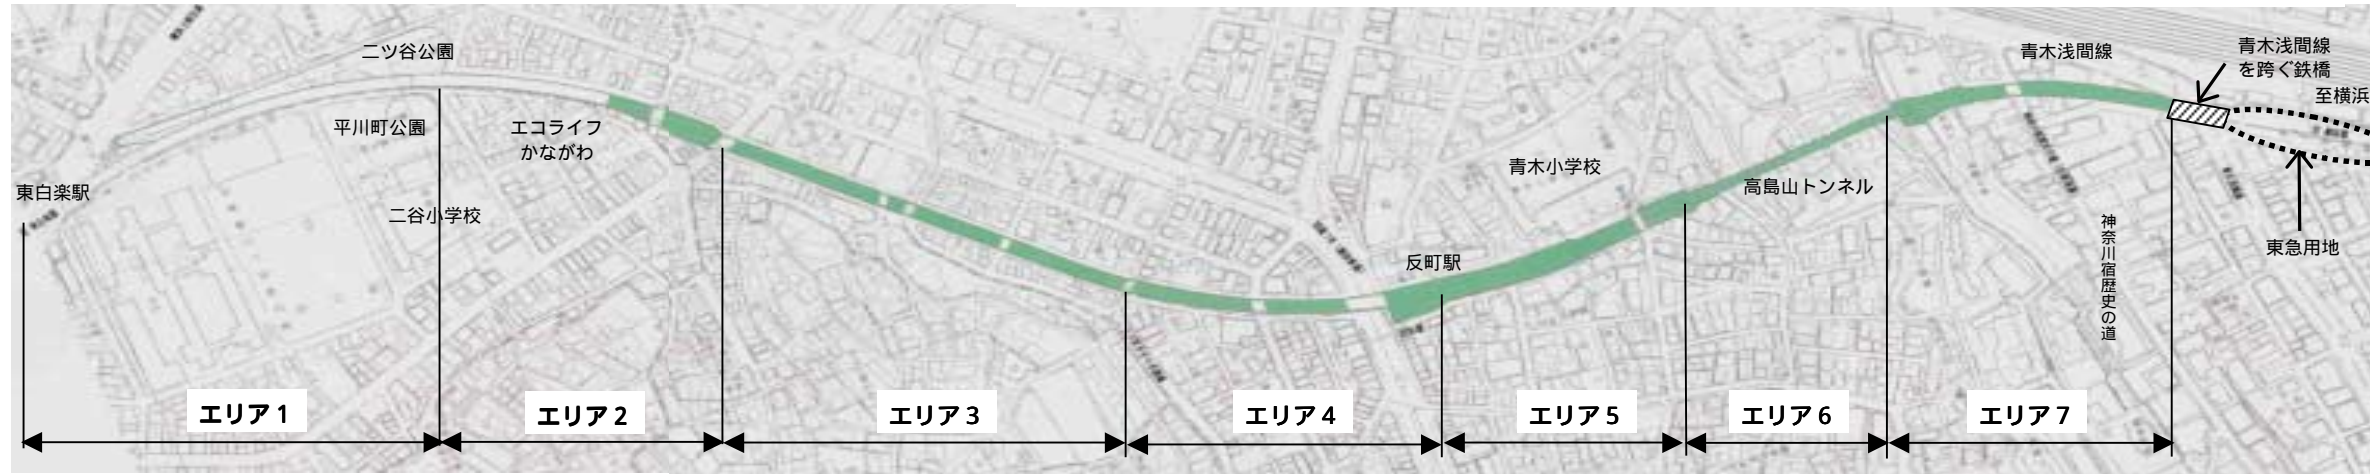 二ツ谷公園
平川町公園
エコライフ
かながわ
東白楽駅
二谷小学校
反町駅
青木小学校
高島山トンネル
青木浅間線
青木浅間線
を跨ぐ鉄橋
至横浜
東急用地
神奈川宿歴史の道
エリア1
エリア2
エリア3
エリア4
エリア5
エリア6
エリア7